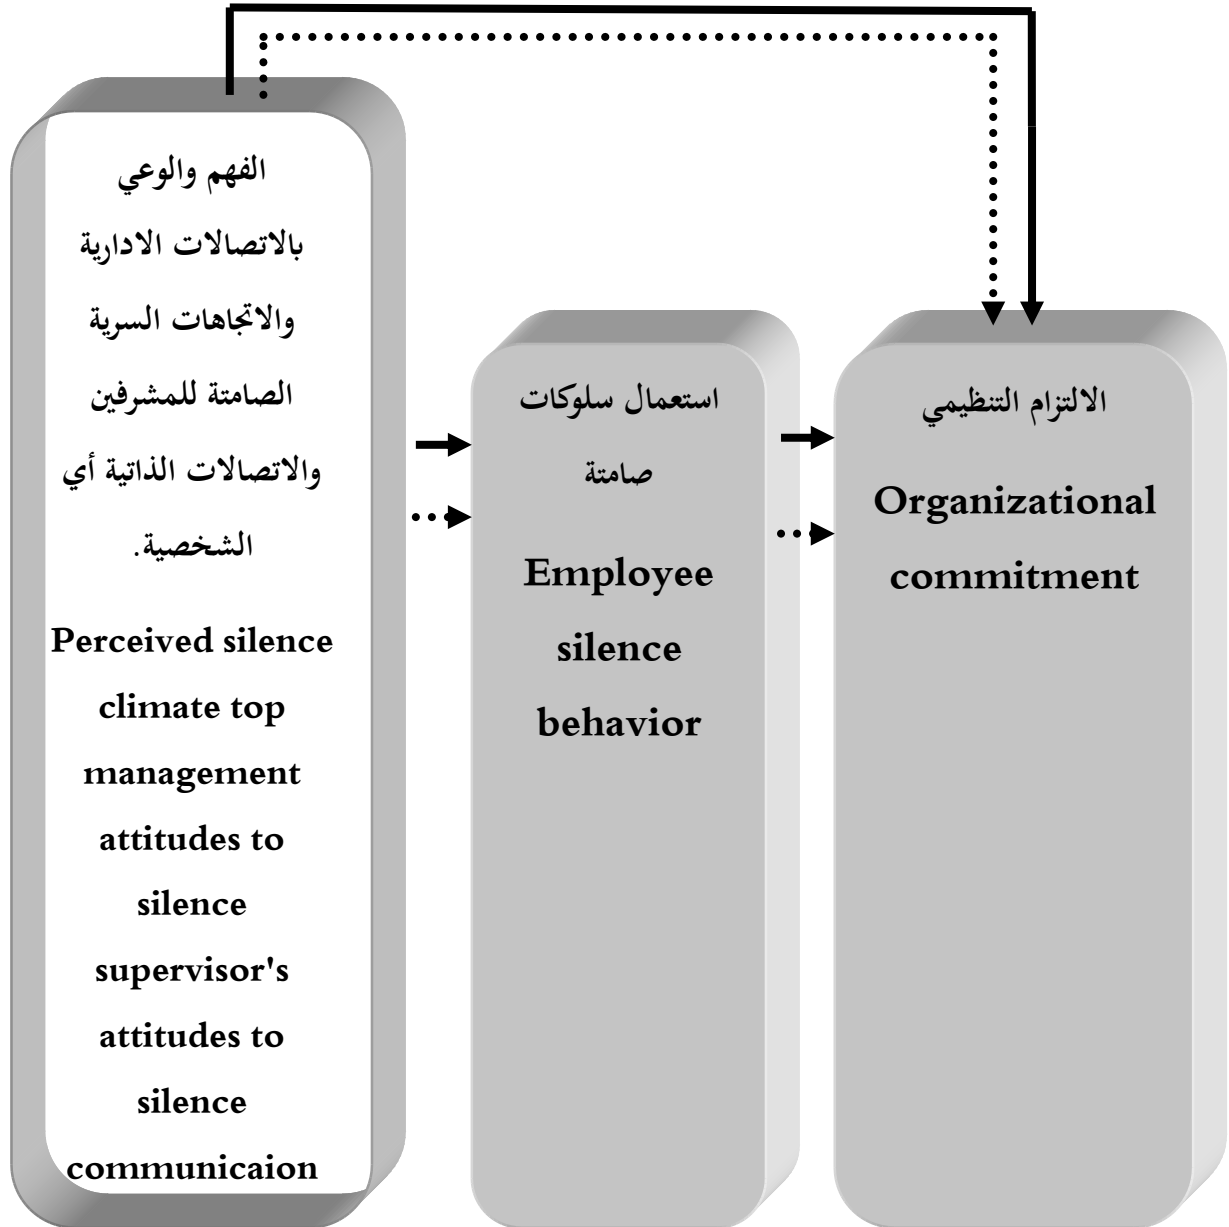 الفهم والوعي
بالاتصالات الادارية
والاتجاهات السرية
الصامتة للمشرفين
والاتصالات الذاتية أي
الشخصية.
Perceived silence
climate top
management
attitudes to
silence
supervisor's
attitudes to
silence
communicaion
استعمال سلوكات
صامتة
Employee
silence
behavior
الالتزام التنظيمي
Organizational
commitment